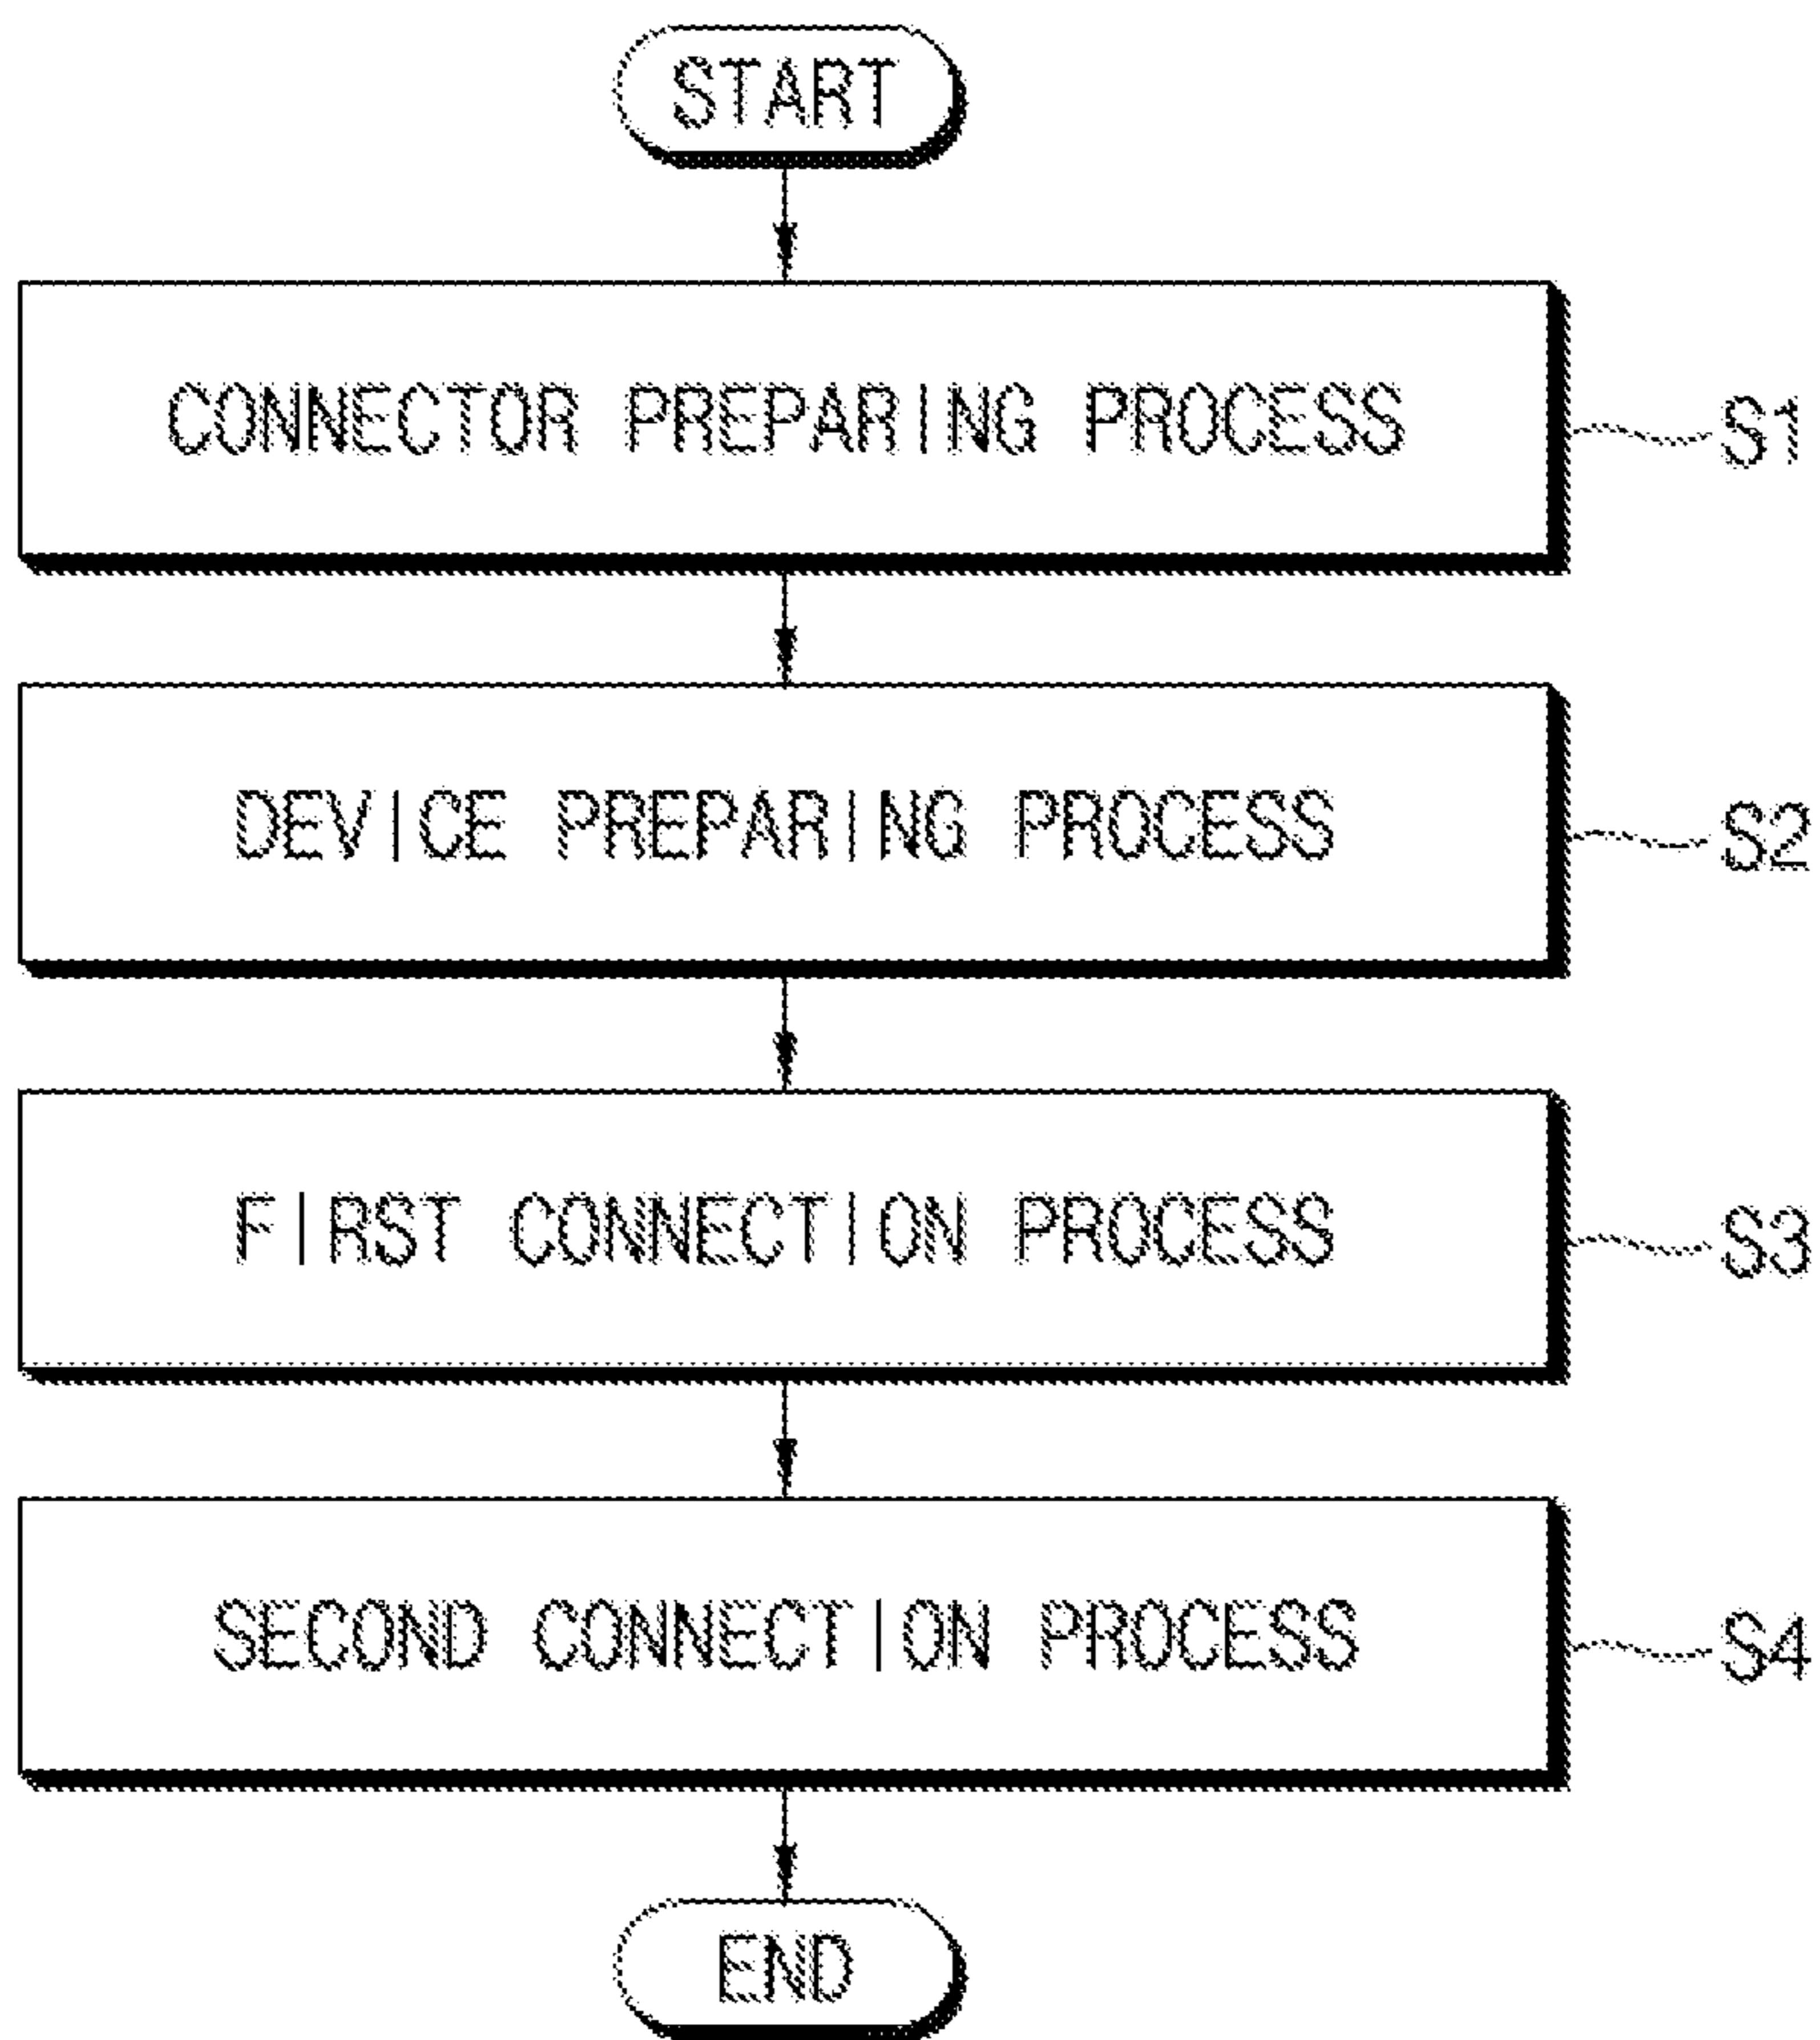 START
CONNECTOR PREPARING PROCESS
S1
DEVICE PREPARING PROCESS
S2
FIRST CONNECTION PROCESS
S3
SECOND CONNECTION PROCESS
S4
END